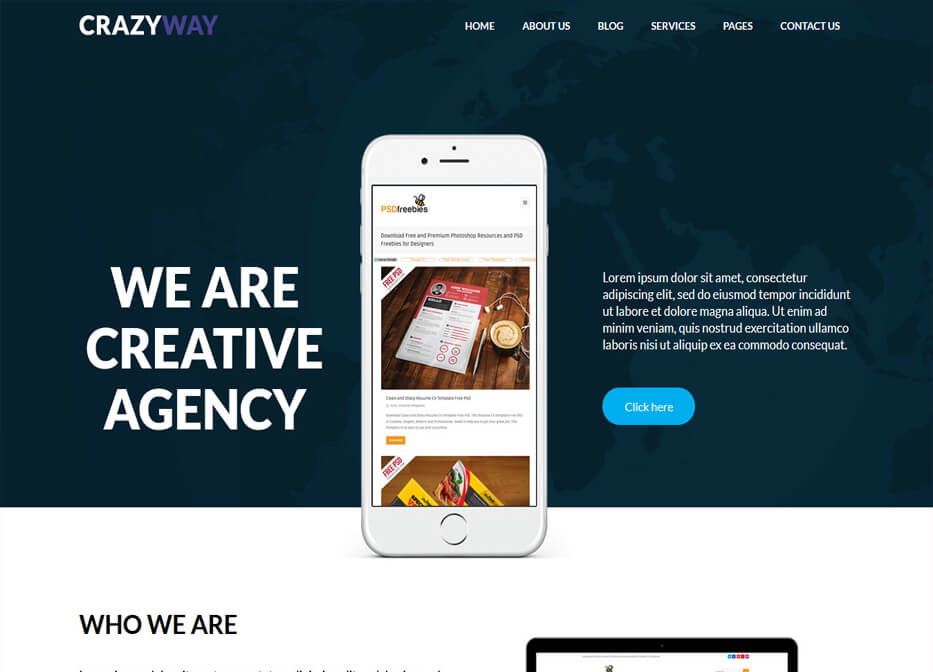 CRAZYWAY
HOME ABOUT US BLOG SERVICES PAGES CONTACT US
PSDfreebies
Download Free and Premium Photoshop Resources and PSD
Freebies for Designers
FREE PSD
Clean and Stacy Resume CV Template Free PSD
FREE PSD
WE ARE
CREATIVE
AGENCY
Lorem ipsum dolor sit amet, consectetur
adipiscing elit, sed do eiusmod tempor incididunt
ut labore et dolore magna aliqua. Ut enim ad
minim veniam, quis nostrud exercitation ullamco
laboris nisi ut aliquip ex ea commodo consequat.
Click here
WHO WE ARE